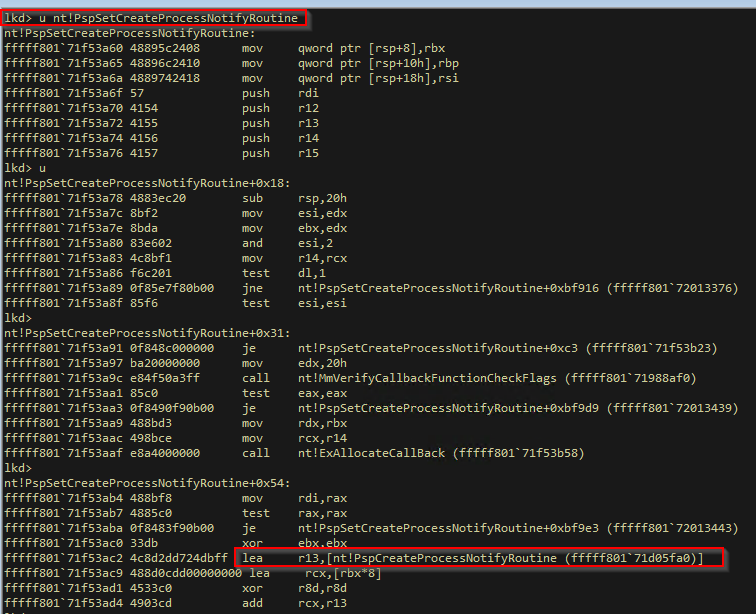 lkd> u nt!PspSetCreateProcessNotifyRoutine
nt!PspSetCreateProcessNotifyRoutine:
fffff801`71f53a60 48895c2408 mov qword ptr [rsp+8],rbx
fffff801`71f53a65 48896c2410 mov qword ptr [rsp+10h],rbp
fffff801`71f53a6a 4889742418 mov qword ptr [rsp+18h],rsi
fffff801`71f53a6f 57 push rdi
fffff801`71f53a70 4154 push r12
fffff801`71f53a72 4155 push r13
fffff801`71f53a74 4156 push r14
fffff801`71f53a76 4157 push r15
lkd> u
nt!PspSetCreateProcessNotifyRoutine+0x18:
fffff801`71f53a78 4883ec20 sub rsp,20h
fffff801`71f53a7c 8bf2 mov esi,edx
fffff801`71f53a7e 8bda mov ebx,edx
fffff801`71f53a80 83e602 and esi,2
fffff801`71f53a83 4c8bf1 mov r14,rcx
fffff801`71f53a86 f6c201 test dl,1
fffff801`71f53a89 0f85e7f80b00 jne nt!PspSetCreateProcessNotifyRoutine+0xbf916 (fffff801`72013376)
fffff801`71f53a8f 85f6 test esi,esi
lkd>
nt!PspSetCreateProcessNotifyRoutine+0x31:
fffff801`71f53a91 0f848c000000 je nt!PspSetCreateProcessNotifyRoutine+0xc3 (fffff801`71f53b23)
fffff801`71f53a97 ba20000000 mov edx,20h
fffff801`71f53a9c e84f50a3ff call nt!MmVerifyCallbackFunctionCheckFlags (fffff801`71988af0)
fffff801`71f53aa1 85c0 test eax,eax
fffff801`71f53aa3 0f8490f90b00 je nt!PspSetCreateProcessNotifyRoutine+0xbf9d9 (fffff801`72013439)
fffff801`71f53aa9 488bd3 mov rdx,rbx
fffff801`71f53aac 498bce mov rcx,r14
fffff801`71f53aaf e8a4000000 call nt!ExAllocateCallBack (fffff801`71f53b58)
lkd>
nt!PspSetCreateProcessNotifyRoutine+0x54:
fffff801`71f53ab4 488bf8 mov rdi,rax
fffff801`71f53ab7 4885c0 test rax,rax
fffff801`71f53aba 0f8483f90b00 je nt!PspSetCreateProcessNotifyRoutine+0xbf9e3 (fffff801`72013443)
fffff801`71f53ac0 33db xor ebx,ebx
fffff801`71f53ac2 4c8d2dd724dbff lea r13,[nt!PspCreateProcessNotifyRoutine (fffff801`71d05fa0)]
fffff801`71f53ac9 488d0cdd00000000 lea rcx,[rbx*8]
fffff801`71f53ad1 4533c0 xor r8d,r8d
fffff801`71f53ad4 4903cd add rcx,r13